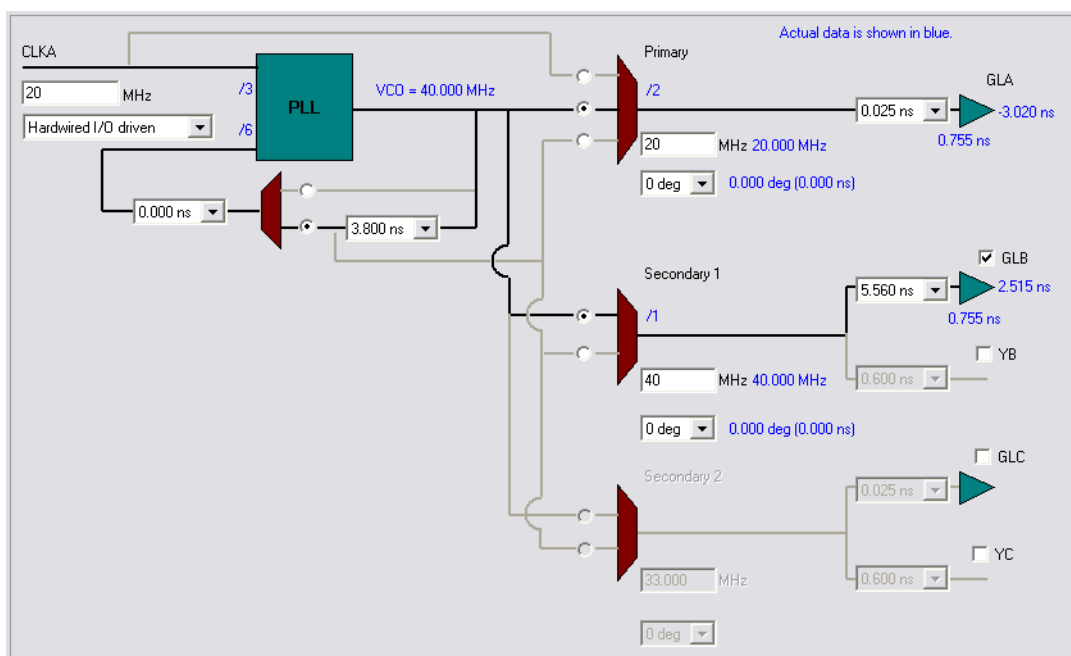 Actual data is shown in blue.
CLKA
20 MHz
Hardwired I/O driven
/3
/6
PLL
VCO = 40.000 MHz
0.000 ns
3.800 ns
Primary
/2
20 MHz 20.000 MHz
0 deg 0.000 deg (0.000 ns)
0.025 ns
GLA
-3.020 ns
0.755 ns
Secondary 1
/1
40 MHz 40.000 MHz
0 deg 0.000 deg (0.000 ns)
5.560 ns
GLB
2.515 ns
0.755 ns
YB
0.600 ns
Secondary 2
33.000 MHz
0 deg
GLC
0.025 ns
YC
0.600 ns